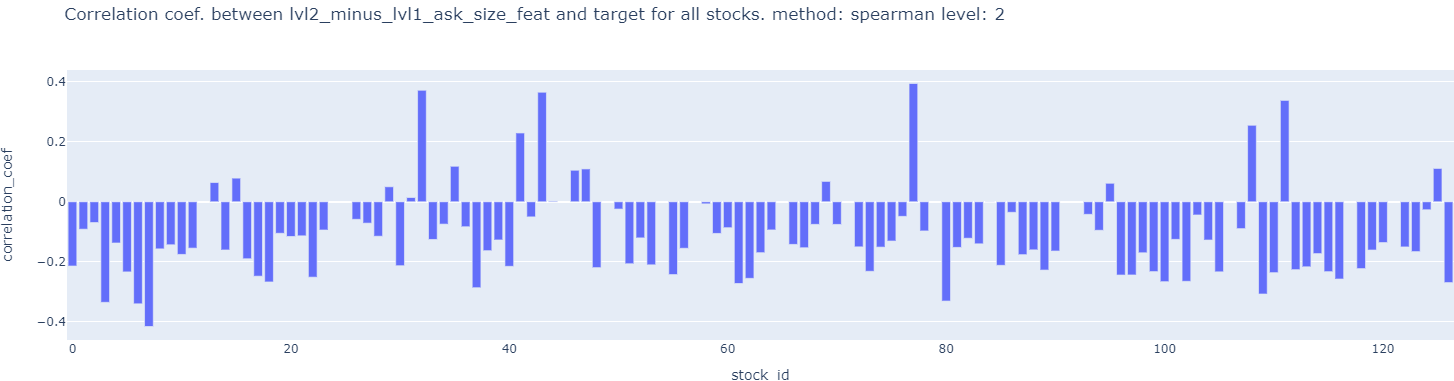 Correlation coef. between lvl2_minus_lvl1_ask_size_feat and target for all stocks. method: spearman level: 2
correlation_coef
0.4
0.2
0
−0.2
−0.4
0 20 40 60 80 100 120
stock_id